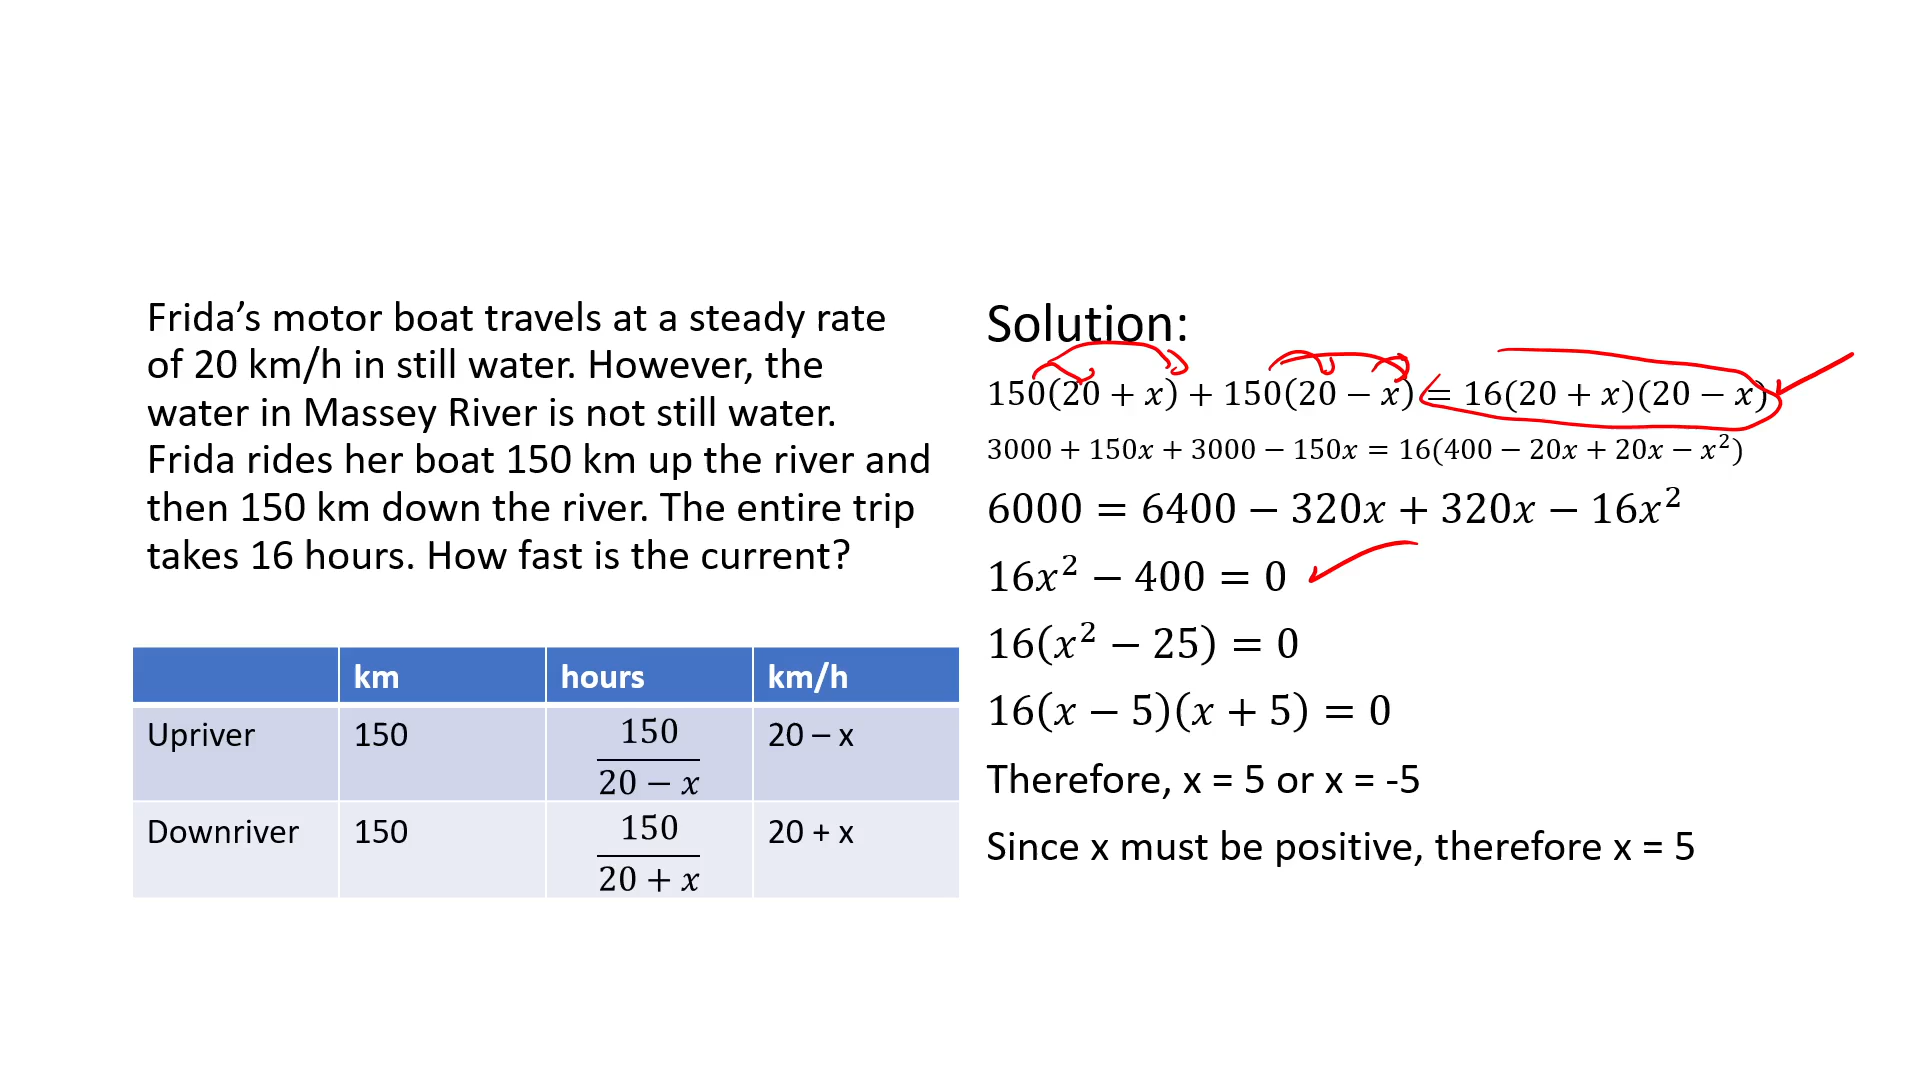 Frida’s motor boat travels at a steady rate
of 20 km/h in still water. However, the
water in Massey River is not still water.
Frida rides her boat 150 km up the river and
then 150 km down the river. The entire trip
takes 16 hours. How fast is the current?
km hours km/h
Upriver 150 150/(20 − x) 20 – x
Downriver 150 150/(20 + x) 20 + x
Solution:
150(20 + x) + 150(20 − x) = 16(20 + x)(20 − x)
3000 + 150x + 3000 − 150x = 16(400 − 20x + 20x − x²)
6000 = 6400 − 320x + 320x − 16x²
16x² − 400 = 0
16(x² − 25) = 0
16(x − 5)(x + 5) = 0
Therefore, x = 5 or x = -5
Since x must be positive, therefore x = 5